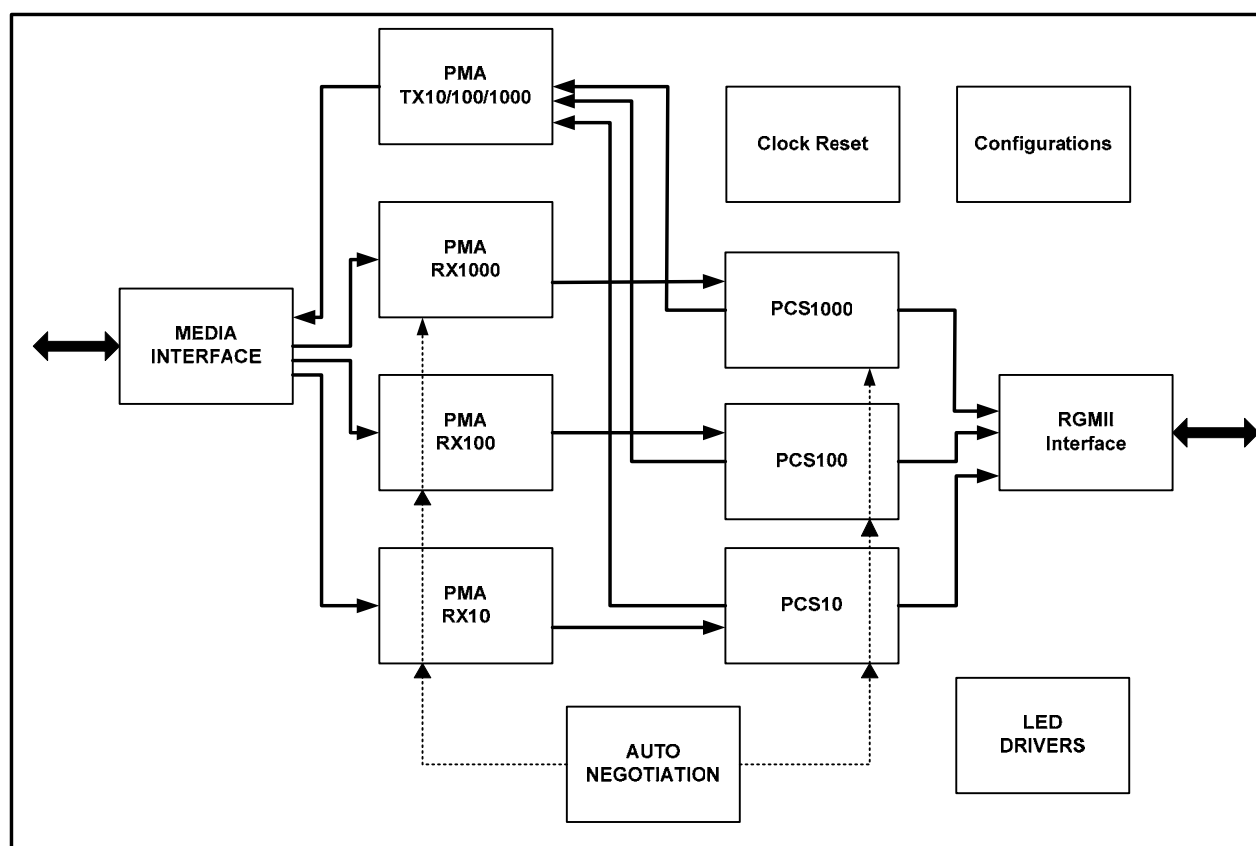 PMA
TX10/100/1000
Clock Reset
Configurations
PMA
RX1000
PCS1000
MEDIA
INTERFACE
PMA
RX100
PCS100
RGMII
Interface
PMA
RX10
PCS10
AUTO
NEGOTIATION
LED
DRIVERS